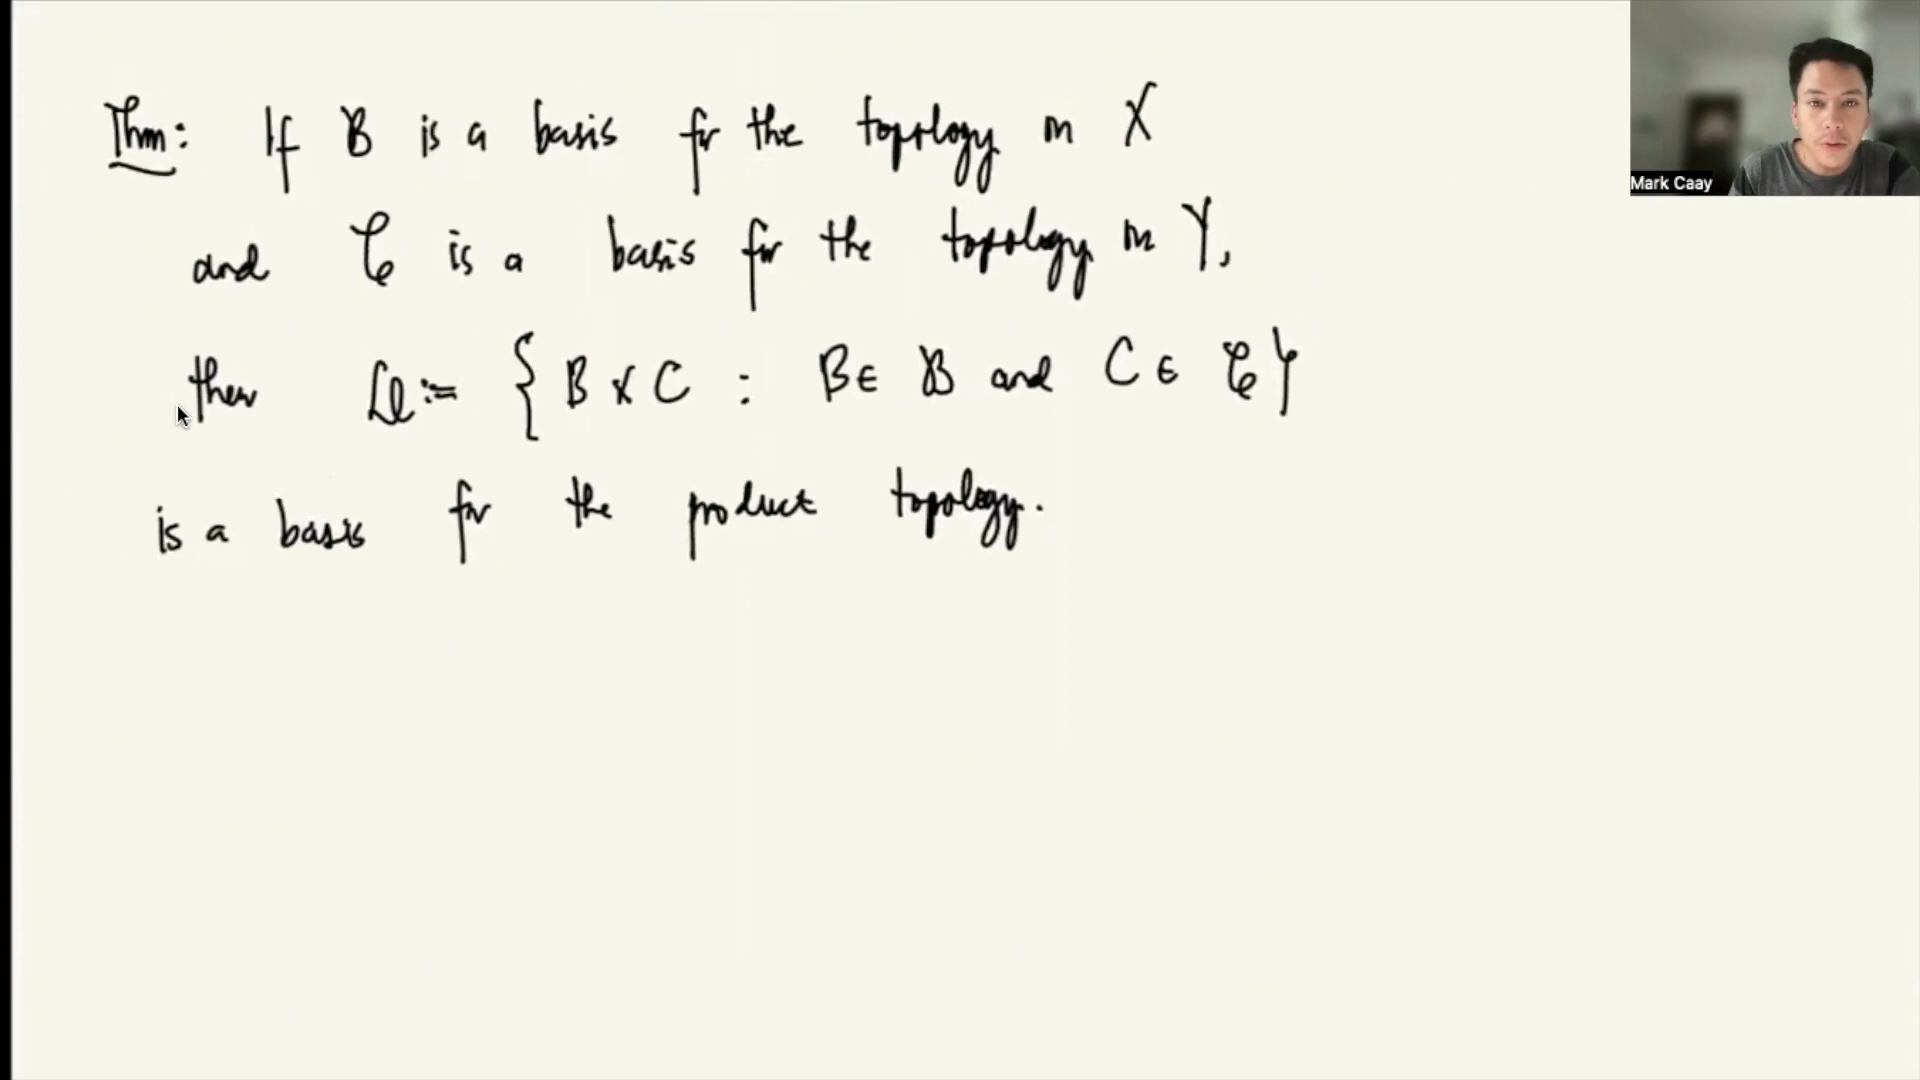 Thm: If ℬ is a basis for the topology on X
and 𝒞 is a basis for the topology on Y,
then 𝒟 := { B × C : B ∈ ℬ and C ∈ 𝒞 }
is a basis for the product topology.
Mark Caay